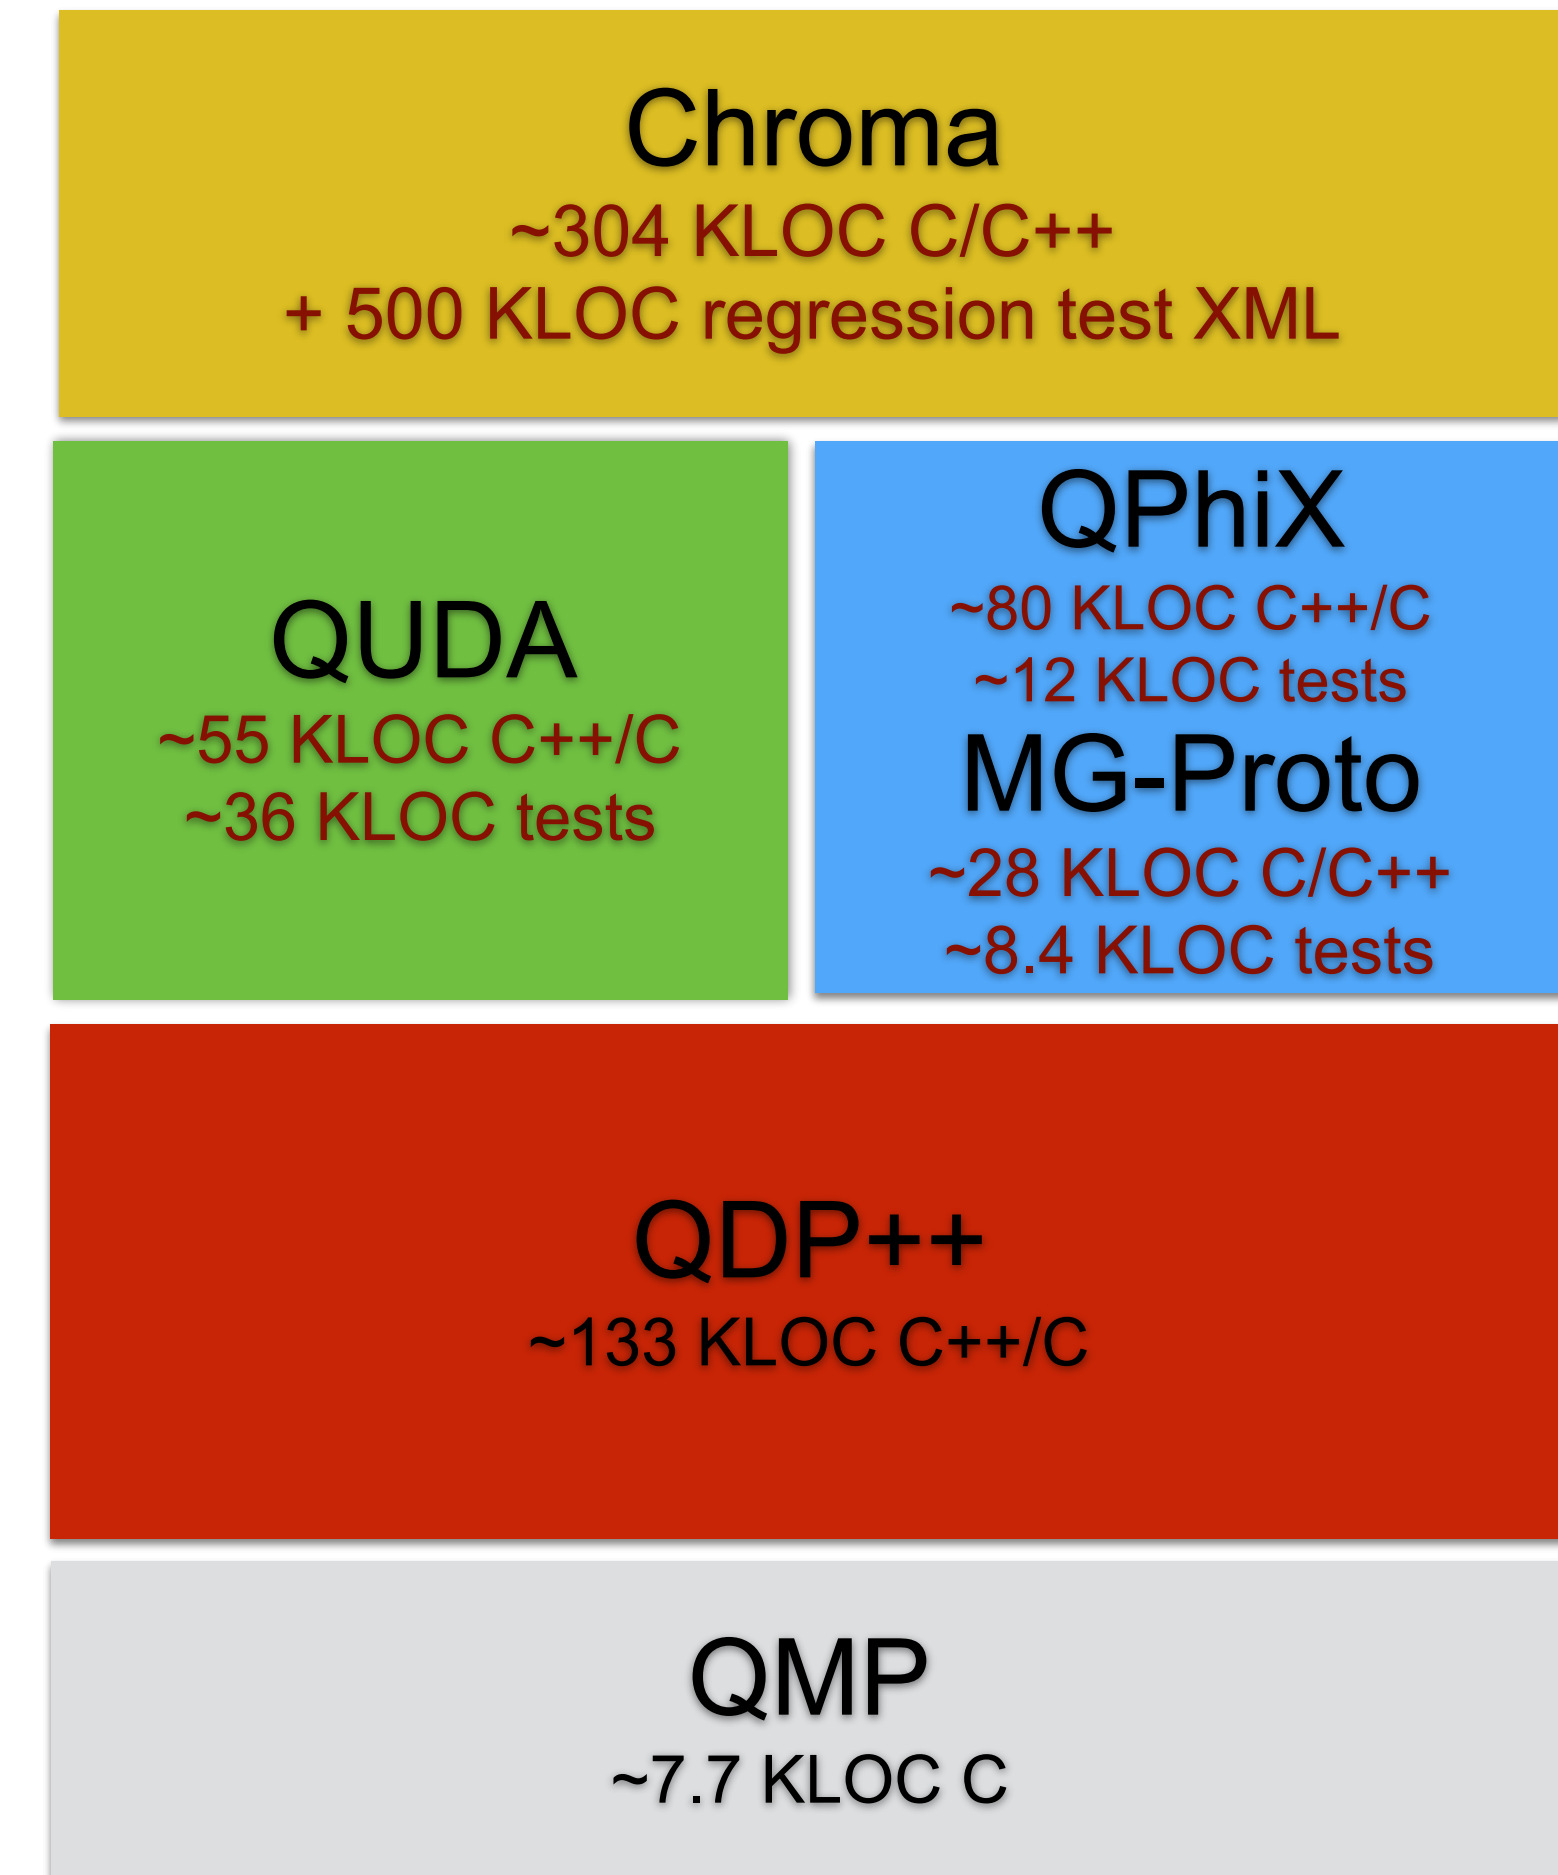 Chroma
~304 KLOC C/C++
+ 500 KLOC regression test XML
QUDA
~55 KLOC C++/C
~36 KLOC tests
QPhiX
~80 KLOC C++/C
~12 KLOC tests
MG-Proto
~28 KLOC C/C++
~8.4 KLOC tests
QDP++
~133 KLOC C++/C
QMP
~7.7 KLOC C